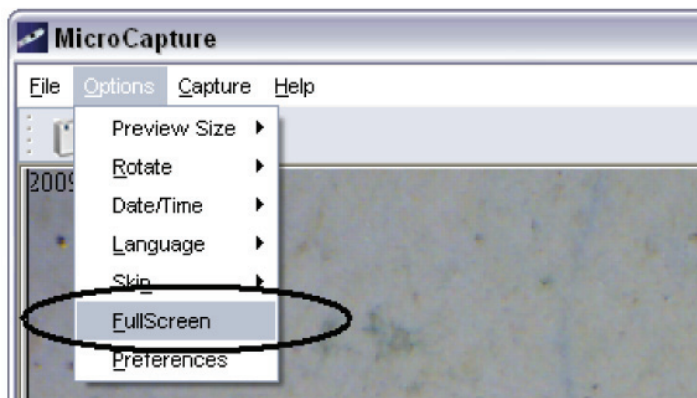 MicroCapture
File Options Capture Help
Preview Size
Rotate
2009
Date/Time
Language
Skin
FullScreen
Preferences